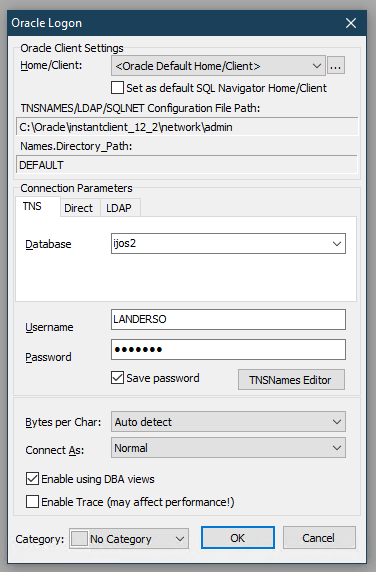 Oracle Logon
Oracle Client Settings
Home/Client: <Oracle Default Home/Client> ...
Set as default SQL Navigator Home/Client
TNSNAMES/LDAP/SQLNET Configuration File Path:
C:\Oracle\instantclient_12_2\network\admin
Names.Directory_Path:
DEFAULT
Connection Parameters
TNS Direct LDAP
Database ijos2
Username LANDERSO
Password ●●●●●●●
Save password TNSNames Editor
Bytes per Char: Auto detect
Connect As: Normal
Enable using DBA views
Enable Trace (may affect performance!)
Category: No Category OK Cancel